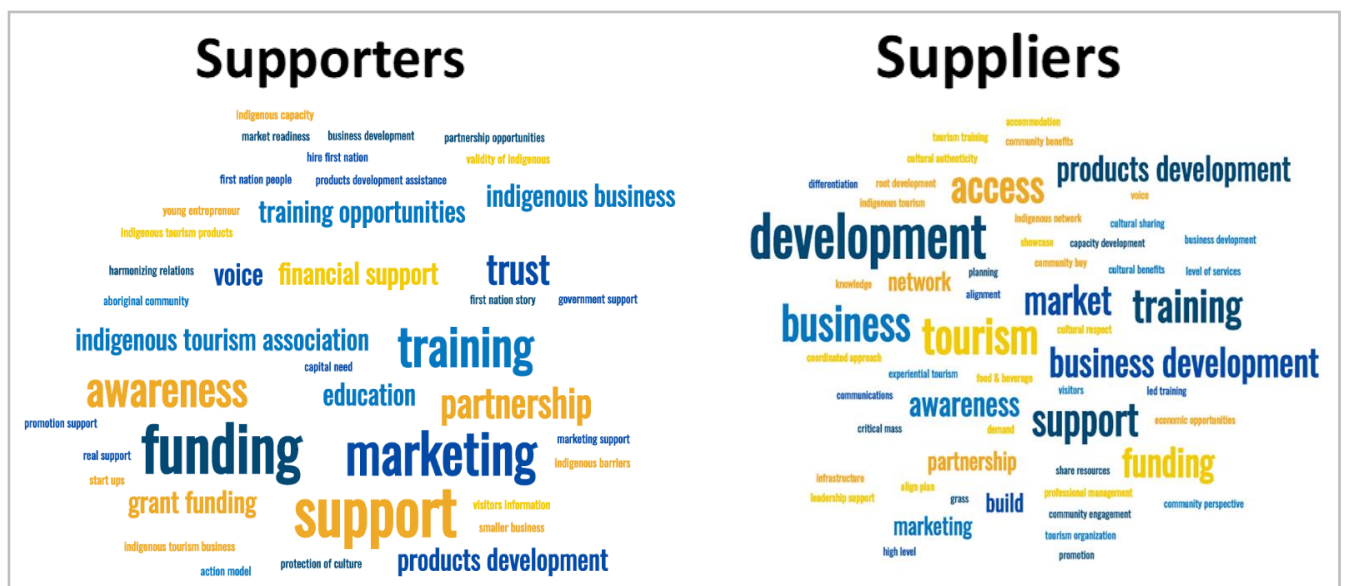 Supporters
indigenous capacity
market readiness
business development
partnership opportunities
hire first nation
validity of indigenous
first nation people
products development assistance
indigenous business
young entrepreneur
training opportunities
indigenous tourism products
harmonizing relations
voice
financial support
trust
aboriginal community
first nation story
government support
indigenous tourism association
training
capital need
awareness
education
partnership
promotion support
funding
marketing
marketing support
real support
indigenous barriers
start ups
grant funding
support
visitors information
smaller business
indigenous tourism business
action model
protection of culture
products development
Suppliers
accommodation
tourism training
community benefits
cultural authenticity
products development
differentiation
root development
access
voice
indigenous tourism
development
indigenous network
cultural sharing
showcase
capacity development
business devlopment
community buy
cultural benefits
level of services
knowledge
network
planning
alignment
market
training
business
tourism
cultural respect
coordinated approach
business development
experiential tourism
food & beverage
visitors
led training
communications
awareness
support
economic opportunities
critical mass
demand
partnership
share resources
funding
infrastructure
leadership support
align plan
grass
build
professional management
community perspective
community engagement
marketing
tourism organization
high level
promotion